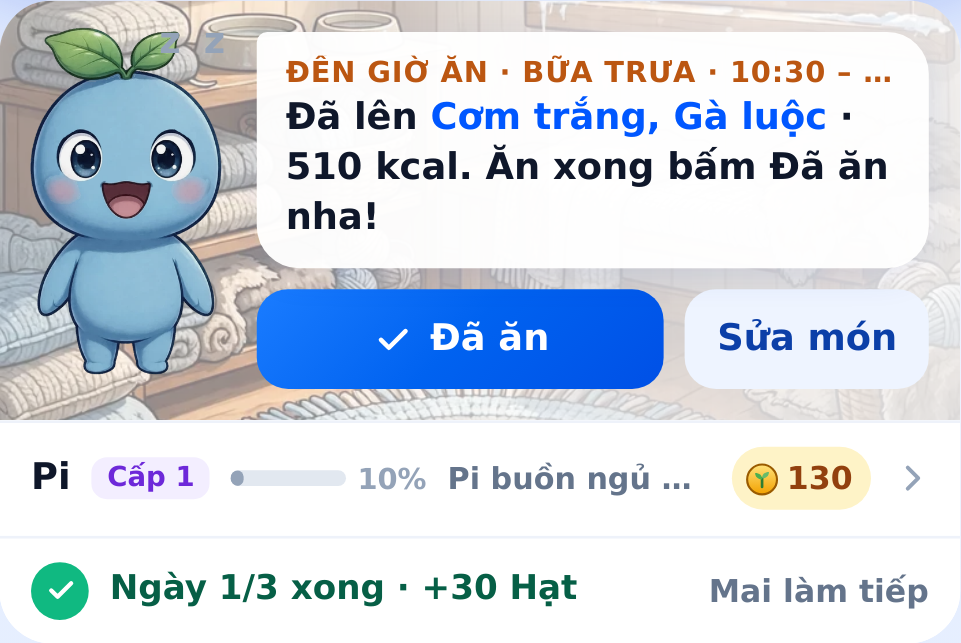 z z
ĐẾN GIỜ ĂN · BỮA TRƯA · 10:30 – …
Đã lên Cơm trắng, Gà luộc ·
510 kcal. Ăn xong bấm Đã ăn
nha!
Đã ăn
Sửa món
Pi Cấp 1 10% Pi buồn ngủ … 130
Ngày 1/3 xong · +30 Hạt
Mai làm tiếp